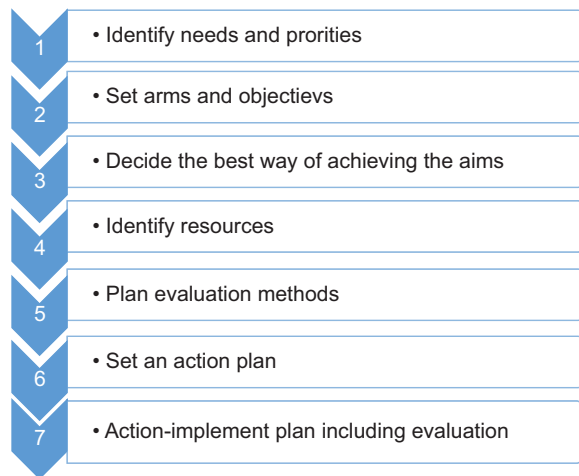 1
• Identify needs and prorities
2
• Set arms and objectievs
3
• Decide the best way of achieving the aims
4
• Identify resources
5
• Plan evaluation methods
6
• Set an action plan
7
• Action-implement plan including evaluation